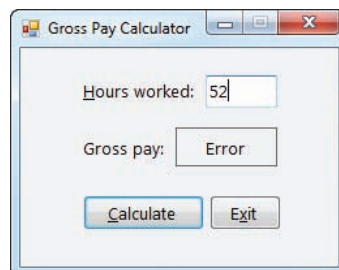 Gross Pay Calculator
Hours worked: 52
Gross pay: Error
Calculate Exit